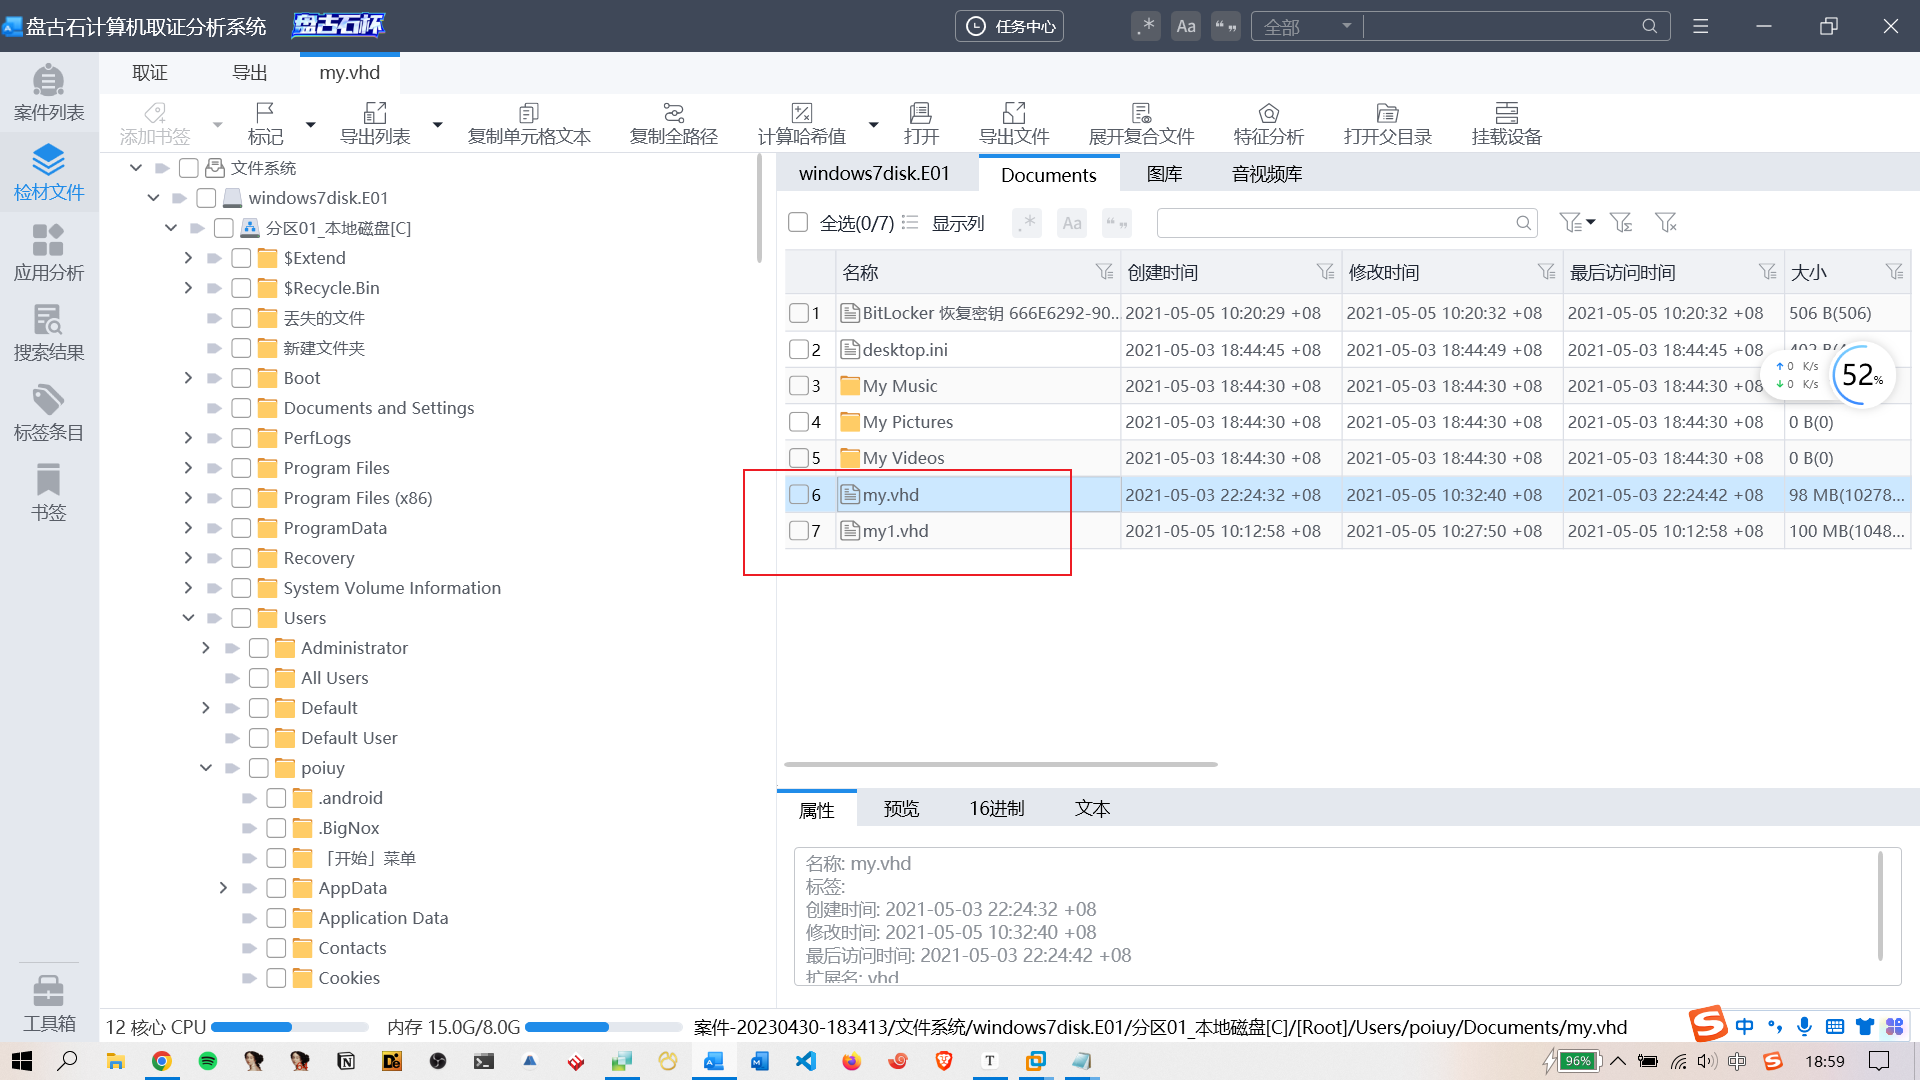 盘古石计算机取证分析系统 盘古石杯 任务中心 .* Aa “” 全部
取证 导出 my.vhd
案件列表
检材文件
应用分析
搜索结果
标签条目
书签
工具箱
添加书签 标记 导出列表 复制单元格文本 复制全路径 计算哈希值 打开 导出文件 展开复合文件 特征分析 打开父目录 挂载设备
文件系统
windows7disk.E01
分区01_本地磁盘[C]
$Extend
$Recycle.Bin
丢失的文件
新建文件夹
Boot
Documents and Settings
PerfLogs
Program Files
Program Files (x86)
ProgramData
Recovery
System Volume Information
Users
Administrator
All Users
Default
Default User
poiuy
.android
.BigNox
「开始」菜单
AppData
Application Data
Contacts
Cookies
windows7disk.E01 Documents 图库 音视频库
全选(0/7) 显示列 .* Aa “”
名称 创建时间 修改时间 最后访问时间 大小
1 BitLocker 恢复密钥 666E6292-90... 2021-05-05 10:20:29 +08 2021-05-05 10:20:32 +08 2021-05-05 10:20:32 +08 506 B(506)
2 desktop.ini 2021-05-03 18:44:45 +08 2021-05-03 18:44:49 +08 2021-05-03 18:44:45 +08
3 My Music 2021-05-03 18:44:30 +08 2021-05-03 18:44:30 +08 2021-05-03 18:44:30 +08
4 My Pictures 2021-05-03 18:44:30 +08 2021-05-03 18:44:30 +08 2021-05-03 18:44:30 +08 0 B(0)
5 My Videos 2021-05-03 18:44:30 +08 2021-05-03 18:44:30 +08 2021-05-03 18:44:30 +08 0 B(0)
6 my.vhd 2021-05-03 22:24:32 +08 2021-05-05 10:32:40 +08 2021-05-03 22:24:42 +08 98 MB(10278...
7 my1.vhd 2021-05-05 10:12:58 +08 2021-05-05 10:27:50 +08 2021-05-05 10:12:58 +08 100 MB(1048...
↑ 0 K/s
↓ 0 K/s
52%
属性 预览 16进制 文本
名称: my.vhd
标签:
创建时间: 2021-05-03 22:24:32 +08
修改时间: 2021-05-05 10:32:40 +08
最后访问时间: 2021-05-03 22:24:42 +08
扩展名: vhd
12 核心 CPU 内存 15.0G/8.0G 案件-20230430-183413/文件系统/windows7disk.E01/分区01_本地磁盘[C]/[Root]/Users/poiuy/Documents/my.vhd
中
96% 中 18:59